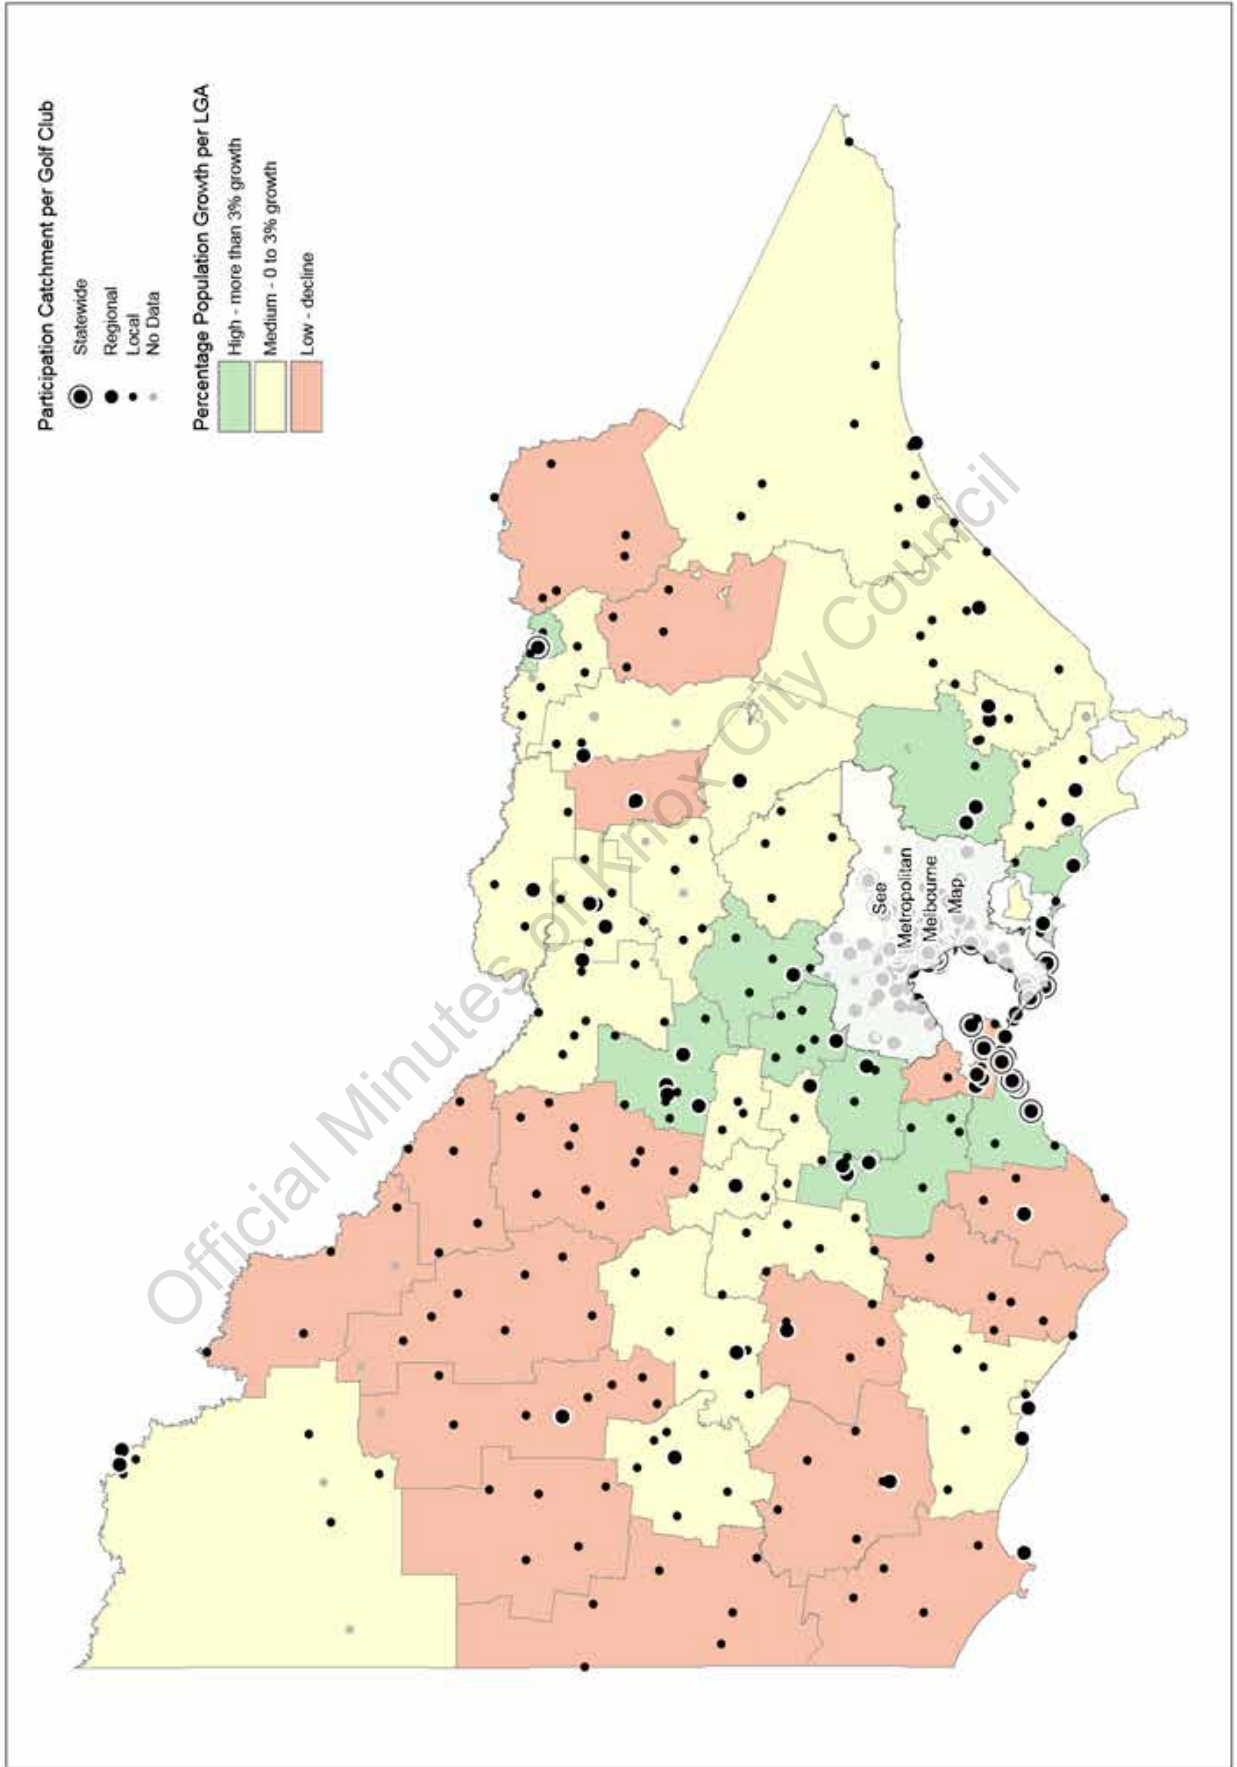 Participation Catchment per Golf Club
Statewide
Regional
Local
No Data
Percentage Population Growth per LGA
High - more than 3% growth
Medium - 0 to 3% growth
Low - decline
See
Metropolitan
Melbourne
Map
Official Minutes of Knox City Council